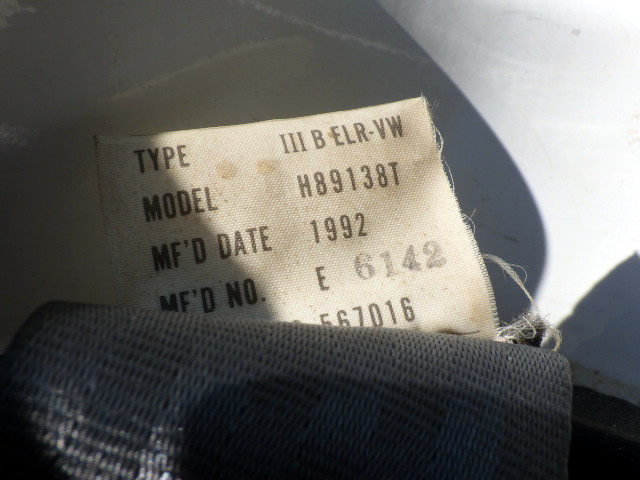 TYPE III B ELR-VW
MODEL H89138T
MF'D DATE 1992
MF'D NO. E 6142
567016